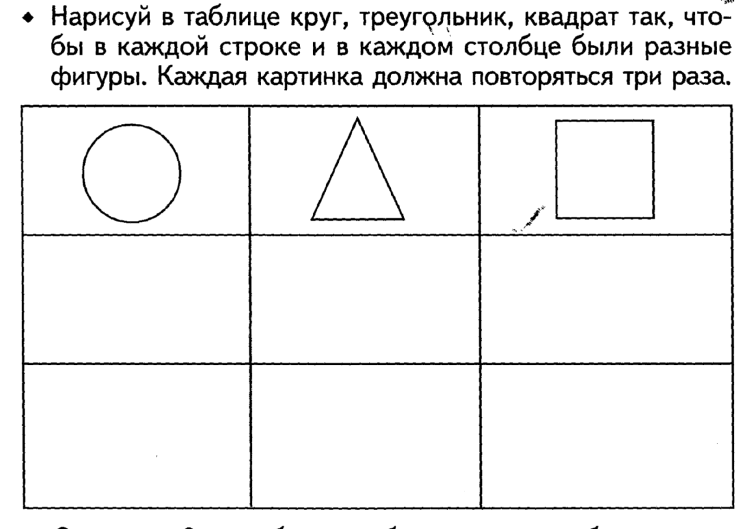 ◆ Нарисуй в таблице круг, треугольник, квадрат так, что-
бы в каждой строке и в каждом столбце были разные
фигуры. Каждая картинка должна повторяться три раза.